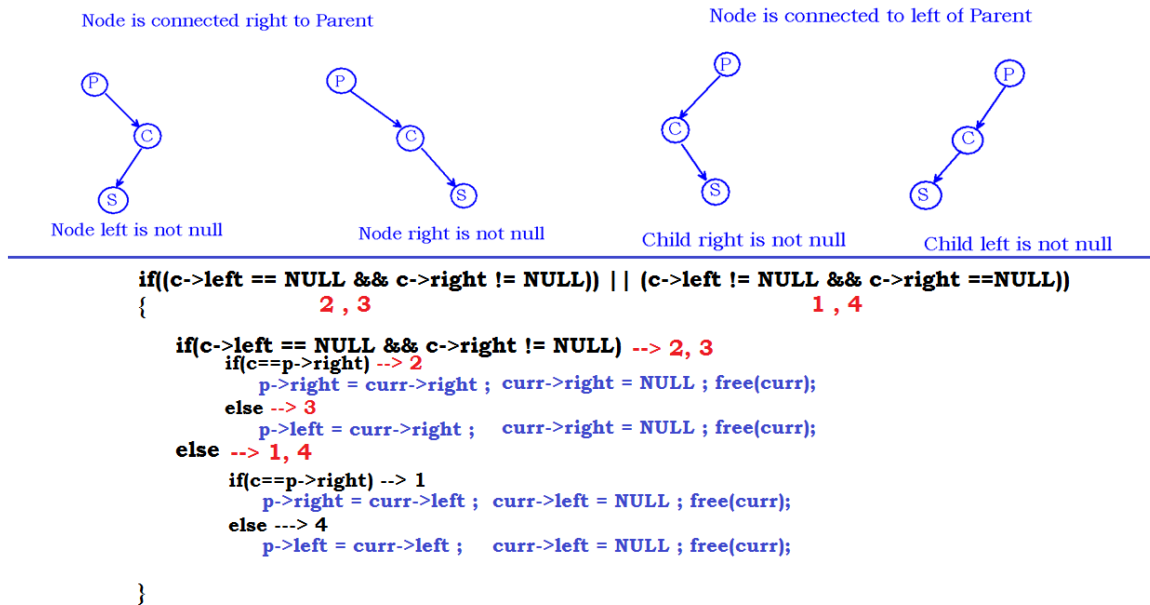 Node is connected right to Parent
Node is connected to left of Parent
P
C
S
P
C
S
P
C
S
P
C
S
Node left is not null
Node right is not null
Child right is not null
Child left is not null
if((c->left == NULL && c->right != NULL)) || (c->left != NULL && c->right ==NULL))
{ 2 , 3 1 , 4
if(c->left == NULL && c->right != NULL) --> 2, 3
if(c==p->right) --> 2
p->right = curr->right ; curr->right = NULL ; free(curr);
else --> 3
p->left = curr->right ; curr->right = NULL ; free(curr);
else --> 1, 4
if(c==p->right) --> 1
p->right = curr->left ; curr->left = NULL ; free(curr);
else ---> 4
p->left = curr->left ; curr->left = NULL ; free(curr);
}